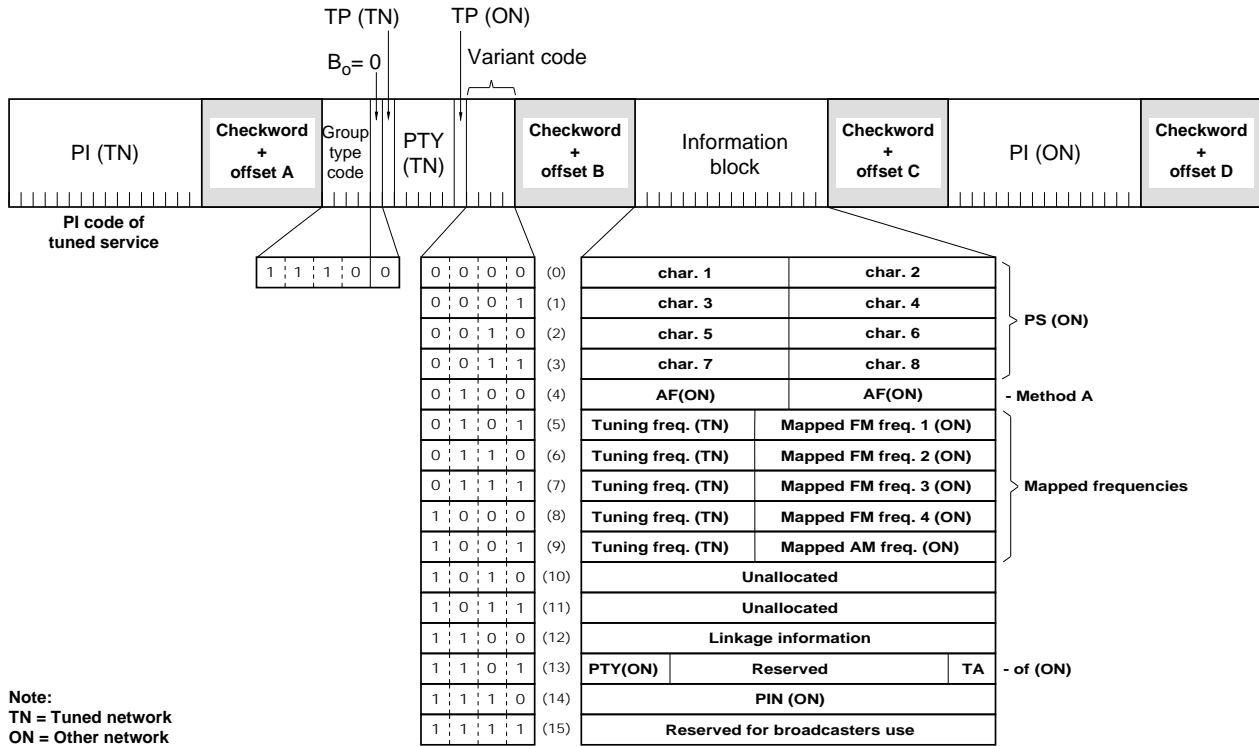 TP (TN)
TP (ON)
Bo= 0
Variant code
PI (TN)
Checkword
+
offset A
Group
type
code
PTY
(TN)
Checkword
+
offset B
Information
block
Checkword
+
offset C
PI (ON)
Checkword
+
offset D
PI code of
tuned service
1 1 1 0 0
0 0 0 0 (0) char. 1 char. 2
0 0 0 1 (1) char. 3 char. 4
PS (ON)
0 0 1 0 (2) char. 5 char. 6
0 0 1 1 (3) char. 7 char. 8
0 1 0 0 (4) AF(ON) AF(ON) - Method A
0 1 0 1 (5) Tuning freq. (TN) Mapped FM freq. 1 (ON)
0 1 1 0 (6) Tuning freq. (TN) Mapped FM freq. 2 (ON)
0 1 1 1 (7) Tuning freq. (TN) Mapped FM freq. 3 (ON) Mapped frequencies
1 0 0 0 (8) Tuning freq. (TN) Mapped FM freq. 4 (ON)
1 0 0 1 (9) Tuning freq. (TN) Mapped AM freq. (ON)
1 0 1 0 (10) Unallocated
1 0 1 1 (11) Unallocated
1 1 0 0 (12) Linkage information
1 1 0 1 (13) PTY(ON) Reserved TA - of (ON)
1 1 1 0 (14) PIN (ON)
1 1 1 1 (15) Reserved for broadcasters use
Note:
TN = Tuned network
ON = Other network